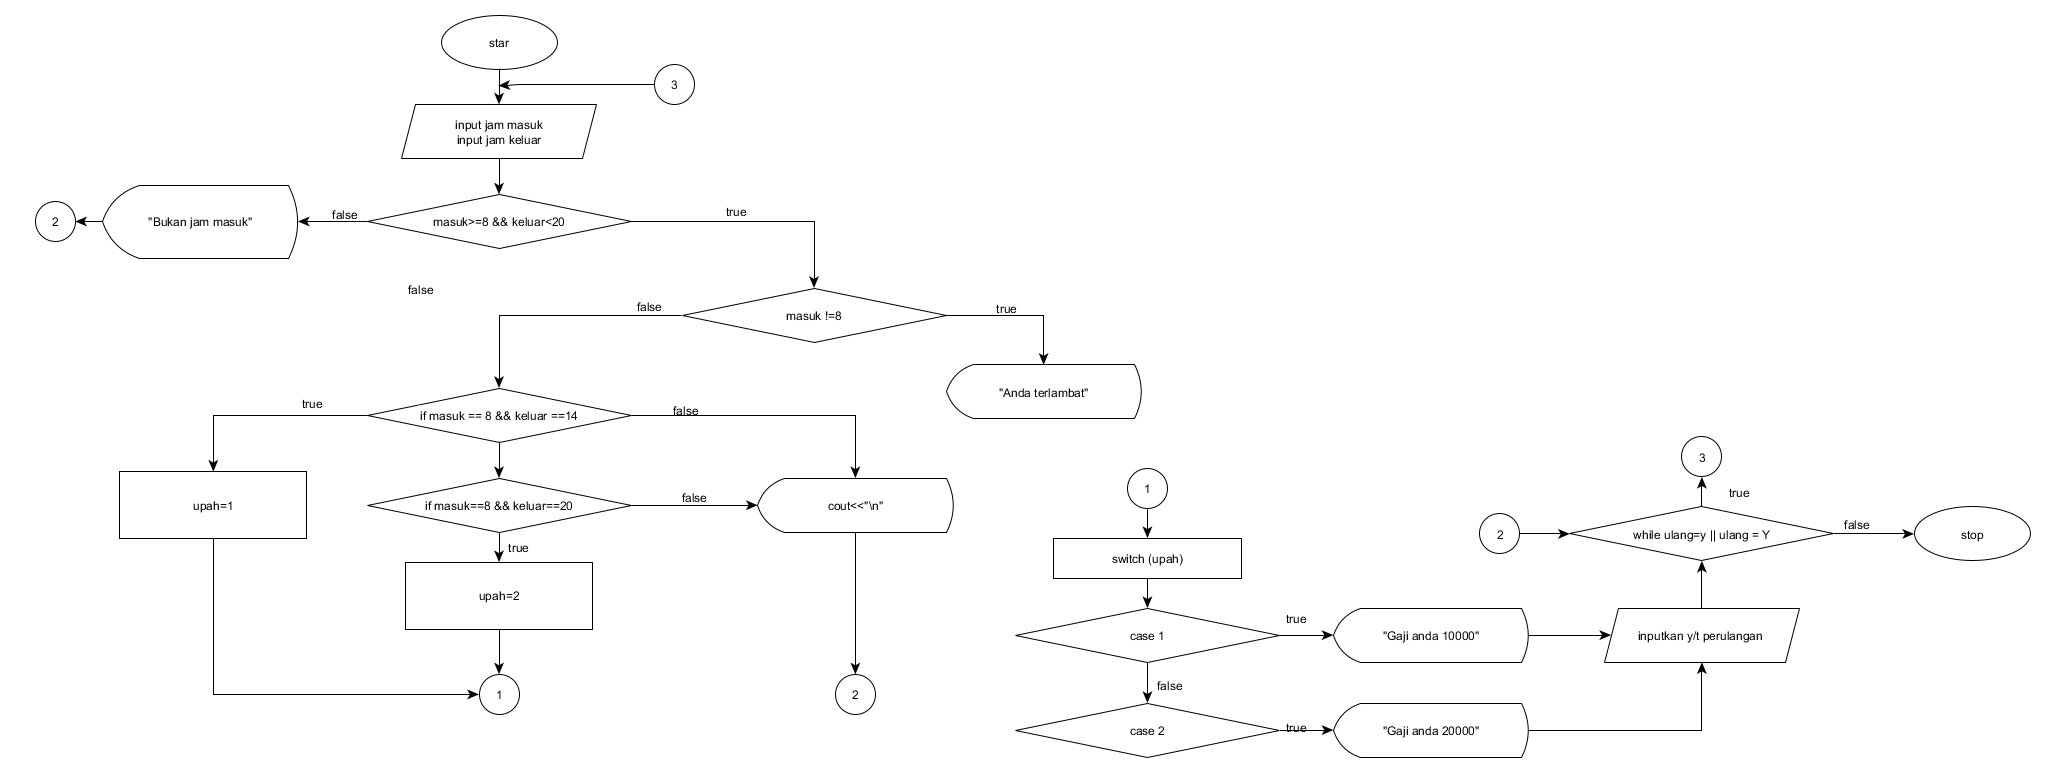 star
3
input jam masuk
input jam keluar
2
"Bukan jam masuk"
false
masuk>=8 && keluar<20
true
false
false
masuk !=8
true
"Anda terlambat"
true
if masuk == 8 && keluar ==14
false
upah=1
if masuk==8 && keluar==20
false
cout<<"\n"
true
upah=2
1
2
1
switch (upah)
case 1
true
"Gaji anda 10000"
false
case 2
true
"Gaji anda 20000"
3
true
2
while ulang=y || ulang = Y
false
stop
inputkan y/t perulangan